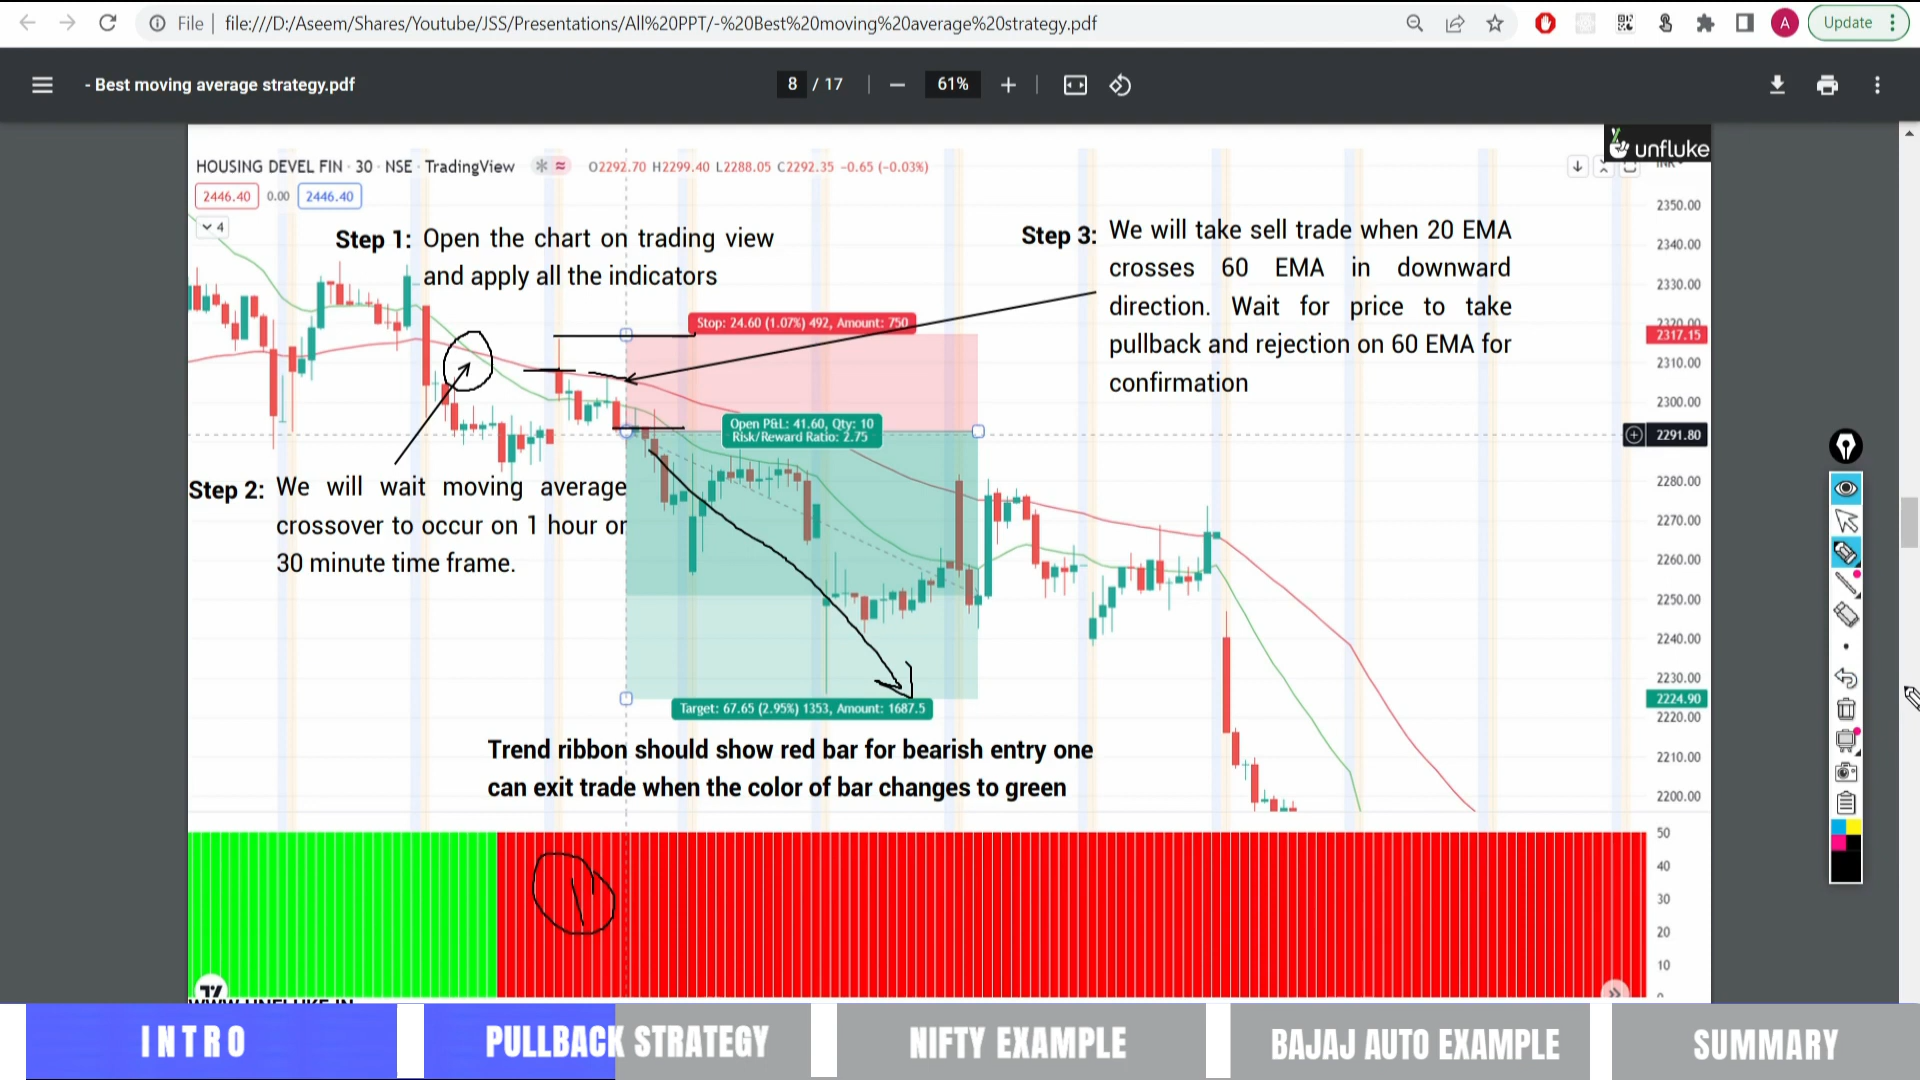 File
file:///D:/Aseem/Shares/Youtube/JSS/Presentations/All%20PPT/-%20Best%20moving%20average%20strategy.pdf
A
Update
- Best moving average strategy.pdf
8 / 17
61%
unfluke
HOUSING DEVEL FIN · 30 · NSE · TradingView
O2292.70 H2299.40 L2288.05 C2292.35 -0.65 (-0.03%)
2446.40 0.00 2446.40
4
Step 1: Open the chart on trading view
and apply all the indicators
Step 3: We will take sell trade when 20 EMA
crosses 60 EMA in downward
direction. Wait for price to take
pullback and rejection on 60 EMA for
confirmation
Stop: 24.60 (1.07%) 492, Amount: 750
Open P&L: 41.60, Qty: 10
Risk/Reward Ratio: 2.75
Step 2: We will wait moving average
crossover to occur on 1 hour or
30 minute time frame.
Target: 67.65 (2.95%) 1353, Amount: 1687.5
Trend ribbon should show red bar for bearish entry one
can exit trade when the color of bar changes to green
2350.00
2340.00
2330.00
2320.00
2317.15
2310.00
2300.00
2291.80
2280.00
2270.00
2260.00
2250.00
2240.00
2230.00
2224.90
2220.00
2210.00
2200.00
50
40
30
20
10
WWW.UNFLUKE.IN
INTRO
PULLBACK STRATEGY
NIFTY EXAMPLE
BAJAJ AUTO EXAMPLE
SUMMARY